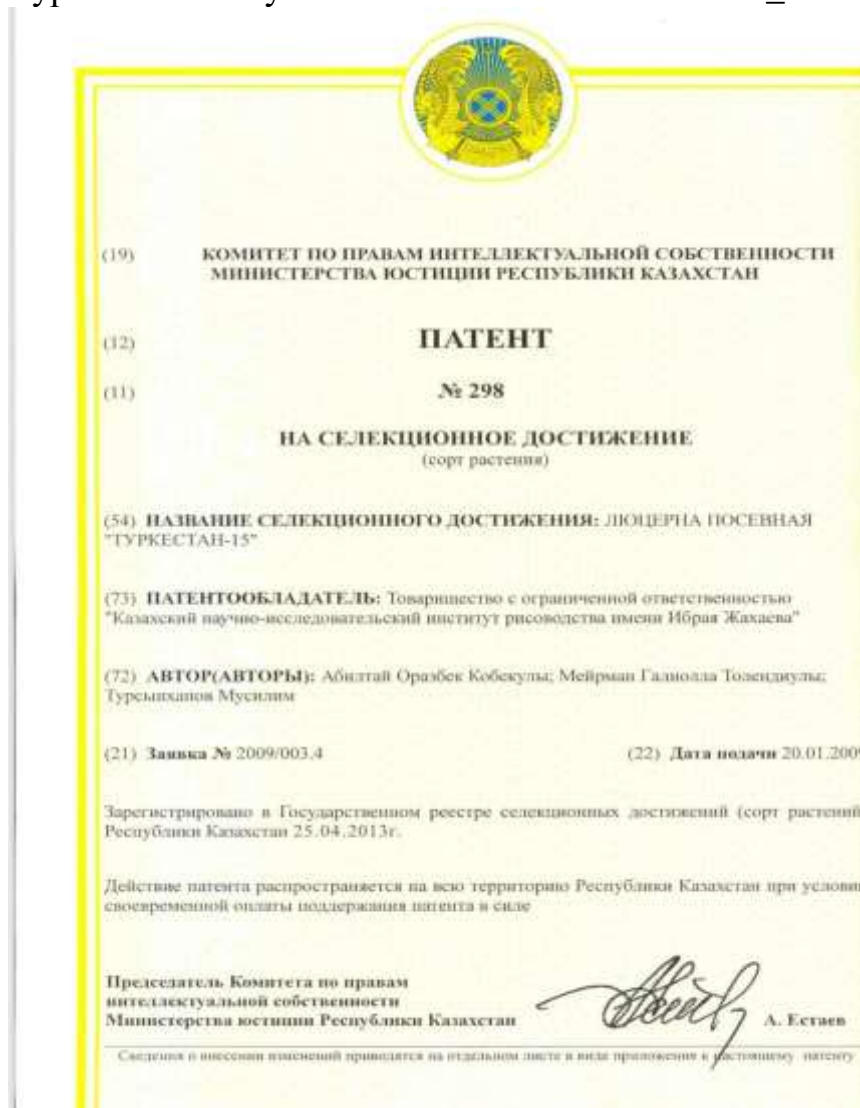 (19) КОМИТЕТ ПО ПРАВАМ ИНТЕЛЛЕКТУАЛЬНОЙ СОБСТВЕННОСТИ
МИНИСТЕРСТВА ЮСТИЦИИ РЕСПУБЛИКИ КАЗАХСТАН
(12) ПАТЕНТ
(11) № 298
НА СЕЛЕКЦИОННОЕ ДОСТИЖЕНИЕ
(сорт растения)
(54) НАЗВАНИЕ СЕЛЕКЦИОННОГО ДОСТИЖЕНИЯ: ЛЮЦЕРНА ПОСЕВНАЯ
"ТУРКЕСТАН-15"
(73) ПАТЕНТООБЛАДАТЕЛЬ: Товарищество с ограниченной ответственностью
"Казахский научно-исследовательский институт рисоводства имени Ибрая Жахаева"
(72) АВТОР(АВТОРЫ): Абилтай Оразбек Кобекулы; Мейрман Галиолла Толендиулы;
Турсынханов Мусилим
(21) Заявка № 2009/003.4 (22) Дата подачи 20.01.2009
Зарегистрировано в Государственном реестре селекционных достижений (сорт растений
Республики Казахстан 25.04.2013г.
Действие патента распространяется на всю территорию Республики Казахстан при услови
своевременной оплаты поддержания патента в силе
Председатель Комитета по правам
интеллектуальной собственности
Министерства юстиции Республики Казахстан А. Естаев
Сведения о внесении изменений приводятся на отдельном листе в виде приложения к настоящему патенту